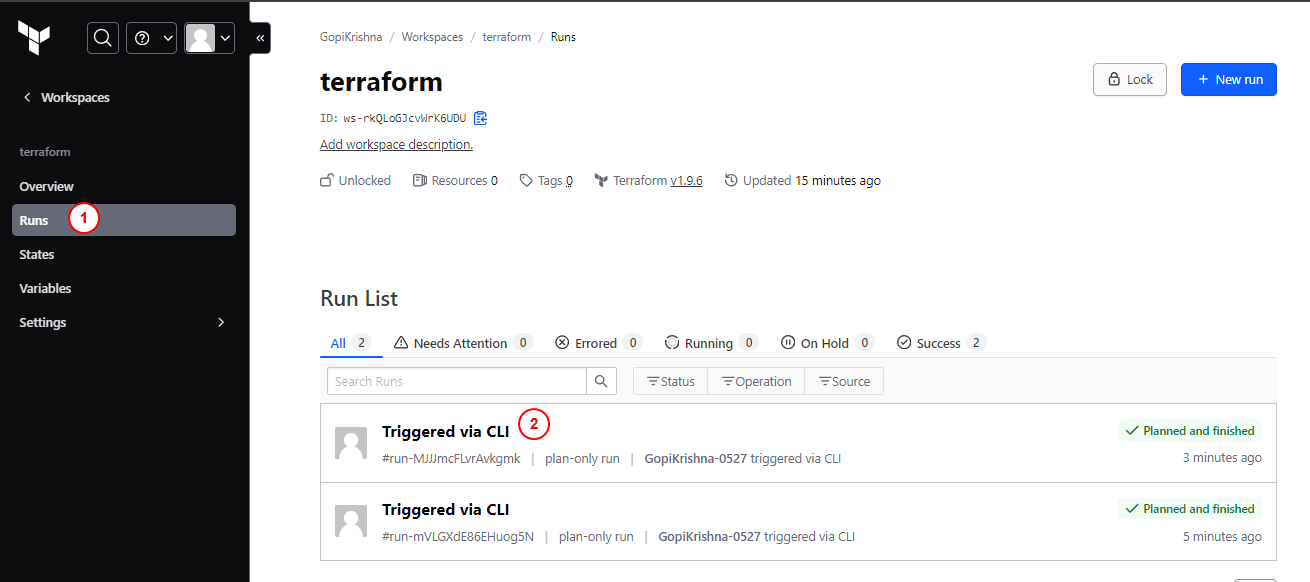 «
Workspaces
terraform
Overview
Runs 1
States
Variables
Settings
GopiKrishna / Workspaces / terraform / Runs
terraform
Lock + New run
ID: ws-rkQLoGJcvWrK6UDU
Add workspace description.
Unlocked Resources 0 Tags 0 Terraform v1.9.6 Updated 15 minutes ago
Run List
All 2 Needs Attention 0 Errored 0 Running 0 On Hold 0 Success 2
Search Runs Status Operation Source
Triggered via CLI 2 Planned and finished
#run-MJJJmcFLvrAvkgmk | plan-only run | GopiKrishna-0527 triggered via CLI 3 minutes ago
Triggered via CLI Planned and finished
#run-mVLGXdE86EHuog5N | plan-only run | GopiKrishna-0527 triggered via CLI 5 minutes ago